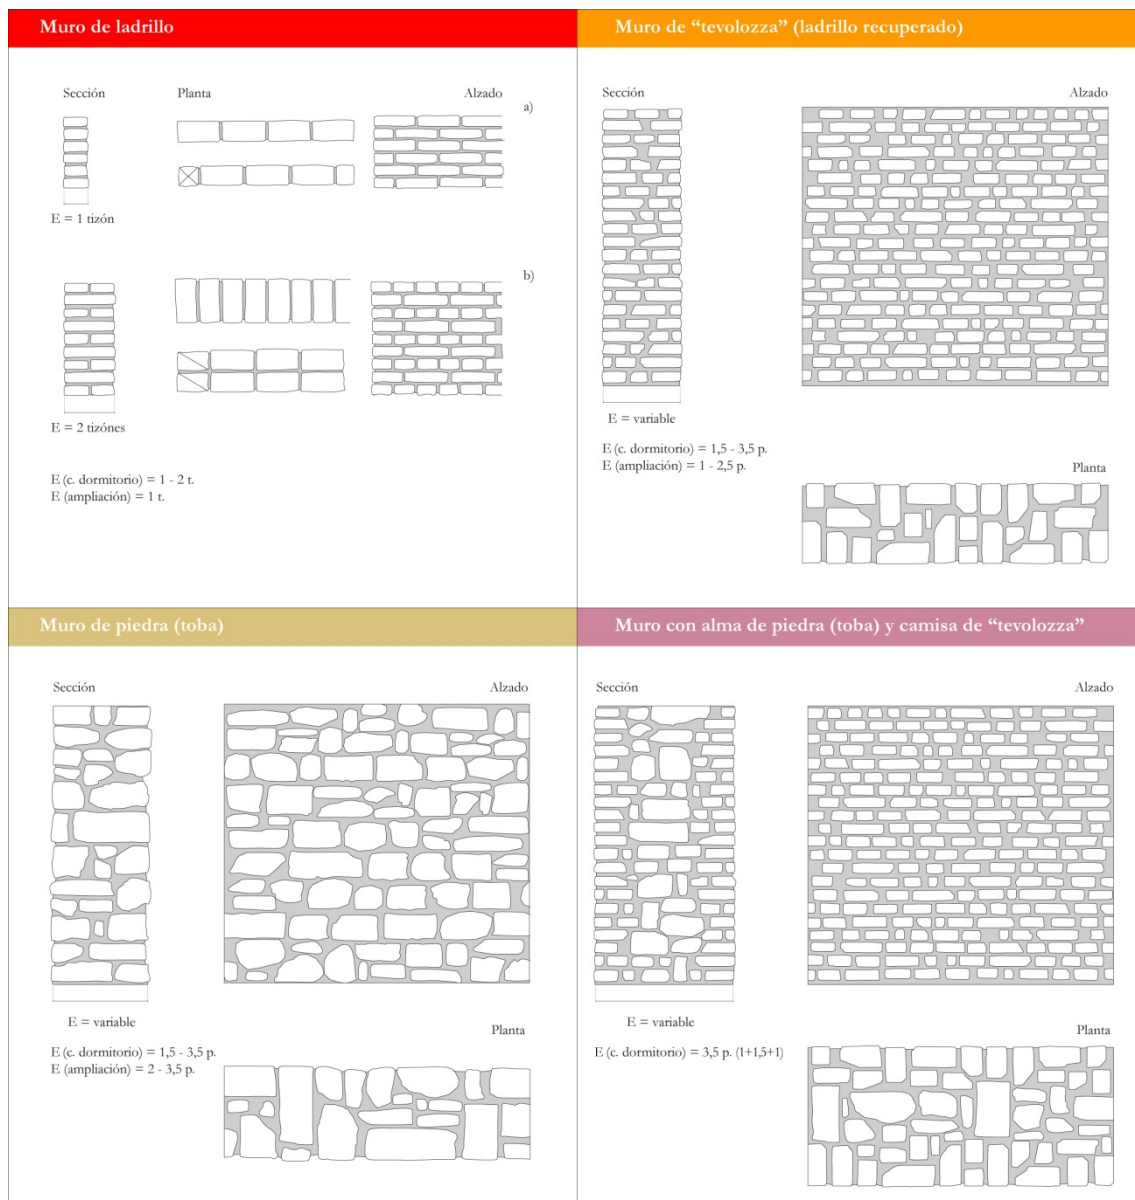 Muro de ladrillo
Sección
Planta
Alzado
a)
E = 1 tizón
b)
E = 2 tizónes
E (c. dormitorio) = 1 - 2 t.
E (ampliación) = 1 t.
Muro de “tevolozza” (ladrillo recuperado)
Sección
Alzado
E = variable
E (c. dormitorio) = 1,5 - 3,5 p.
E (ampliación) = 1 - 2,5 p.
Planta
Muro de piedra (toba)
Sección
Alzado
E = variable
Planta
E (c. dormitorio) = 1,5 - 3,5 p.
E (ampliación) = 2 - 3,5 p.
Muro con alma de piedra (toba) y camisa de “tevolozza”
Sección
Alzado
E = variable
Planta
E (c. dormitorio) = 3,5 p. (1+1,5+1)